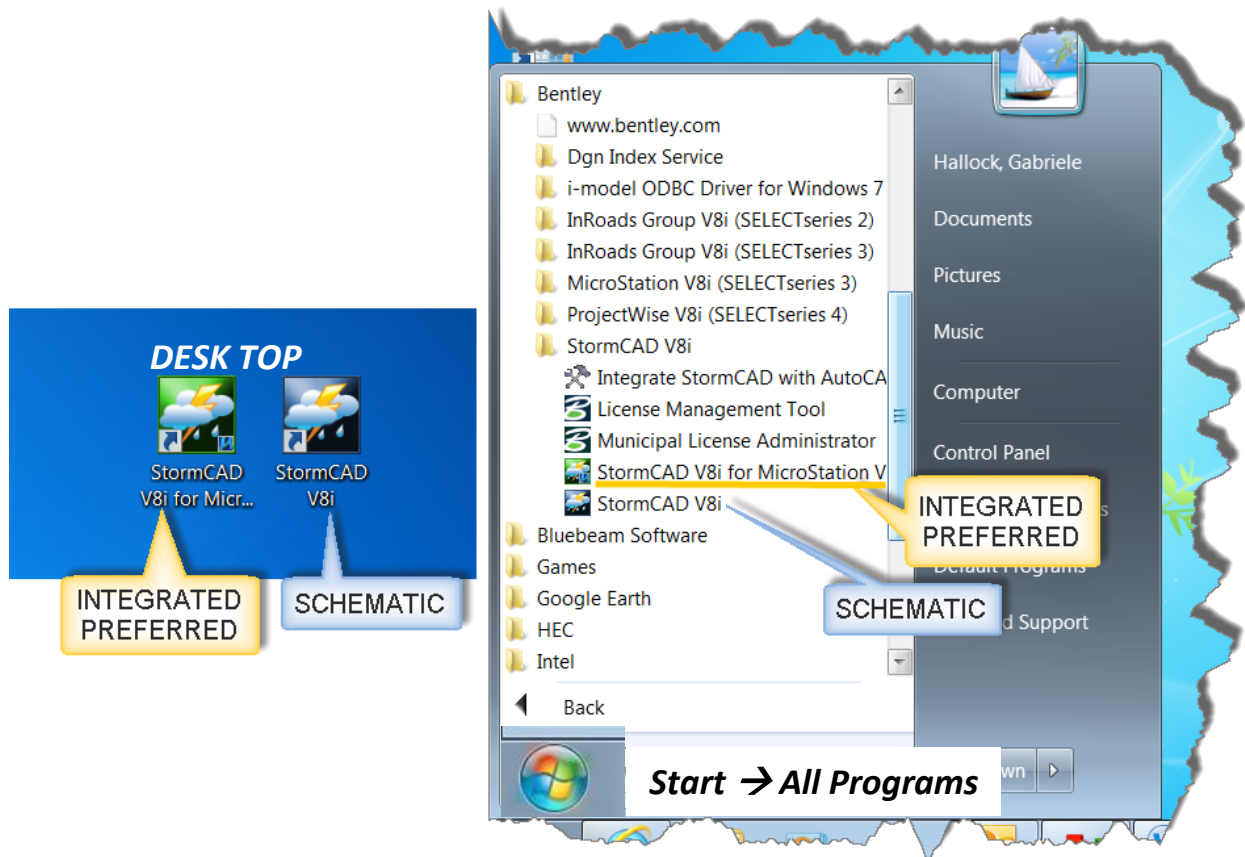 DESK TOP
StormCAD
V8i for Micr...
StormCAD
V8i
INTEGRATED
PREFERRED
SCHEMATIC
Bentley
www.bentley.com
Dgn Index Service
i-model ODBC Driver for Windows 7
InRoads Group V8i (SELECTseries 2)
InRoads Group V8i (SELECTseries 3)
MicroStation V8i (SELECTseries 3)
ProjectWise V8i (SELECTseries 4)
StormCAD V8i
Integrate StormCAD with AutoCA
License Management Tool
Municipal License Administrator
StormCAD V8i for MicroStation V
StormCAD V8i
Bluebeam Software
Games
Google Earth
HEC
Intel
Back
Hallock, Gabriele
Documents
Pictures
Music
Computer
Control Panel
INTEGRATED
PREFERRED
Default Programs
SCHEMATIC
Support
Start → All Programs